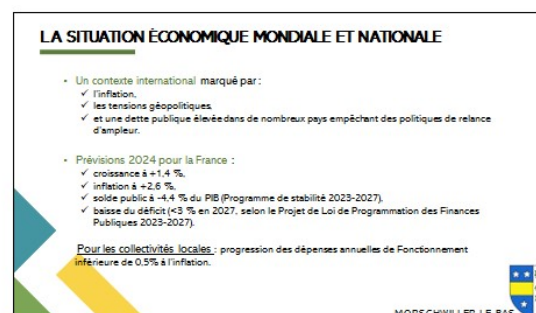 LA SITUATION ÉCONOMIQUE MONDIALE ET NATIONALE
• Un contexte international marqué par :
✓ l'inflation,
✓ les tensions géopolitiques,
✓ et une dette publique élevée dans de nombreux pays empêchant des politiques de relance
d'ampleur.
• Prévisions 2024 pour la France :
✓ croissance à +1,4 %,
✓ inflation à +2,6 %,
✓ solde public à -4,4 % du PIB (Programme de stabilité 2023-2027),
✓ baisse du déficit (<3 % en 2027, selon le Projet de Loi de Programmation des Finances
Publiques 2023-2027).
Pour les collectivités locales : progression des dépenses annuelles de Fonctionnement
inférieure de 0,5% à l'inflation.
MORSCHWILLER LE BAS